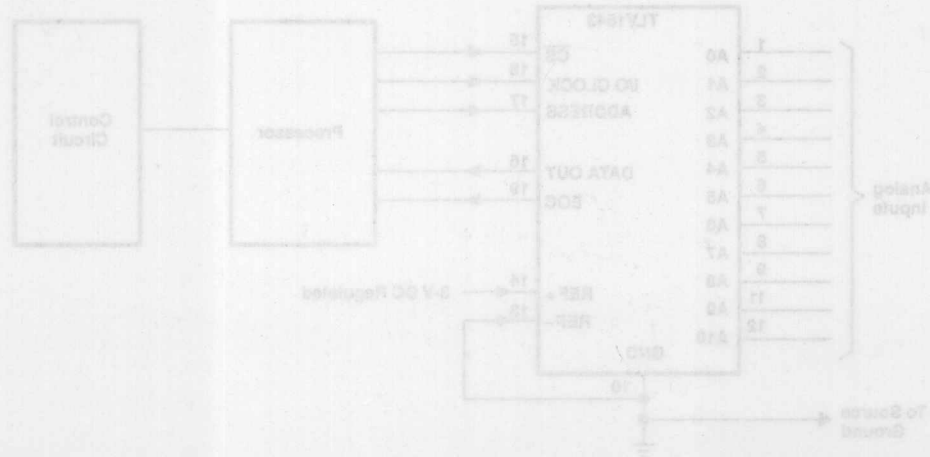 TLV1543
Control
Circuit
Processor
15
18
17
16
19
14
13
CS
I/O CLOCK
ADDRESS
DATA OUT
EOC
REF +
REF–
3-V DC Regulated
GND
10
A0
A1
A2
A3
A4
A5
A6
A7
A8
A9
A10
1
2
3
4
5
6
7
8
9
11
12
Analog
Inputs
To Source
Ground